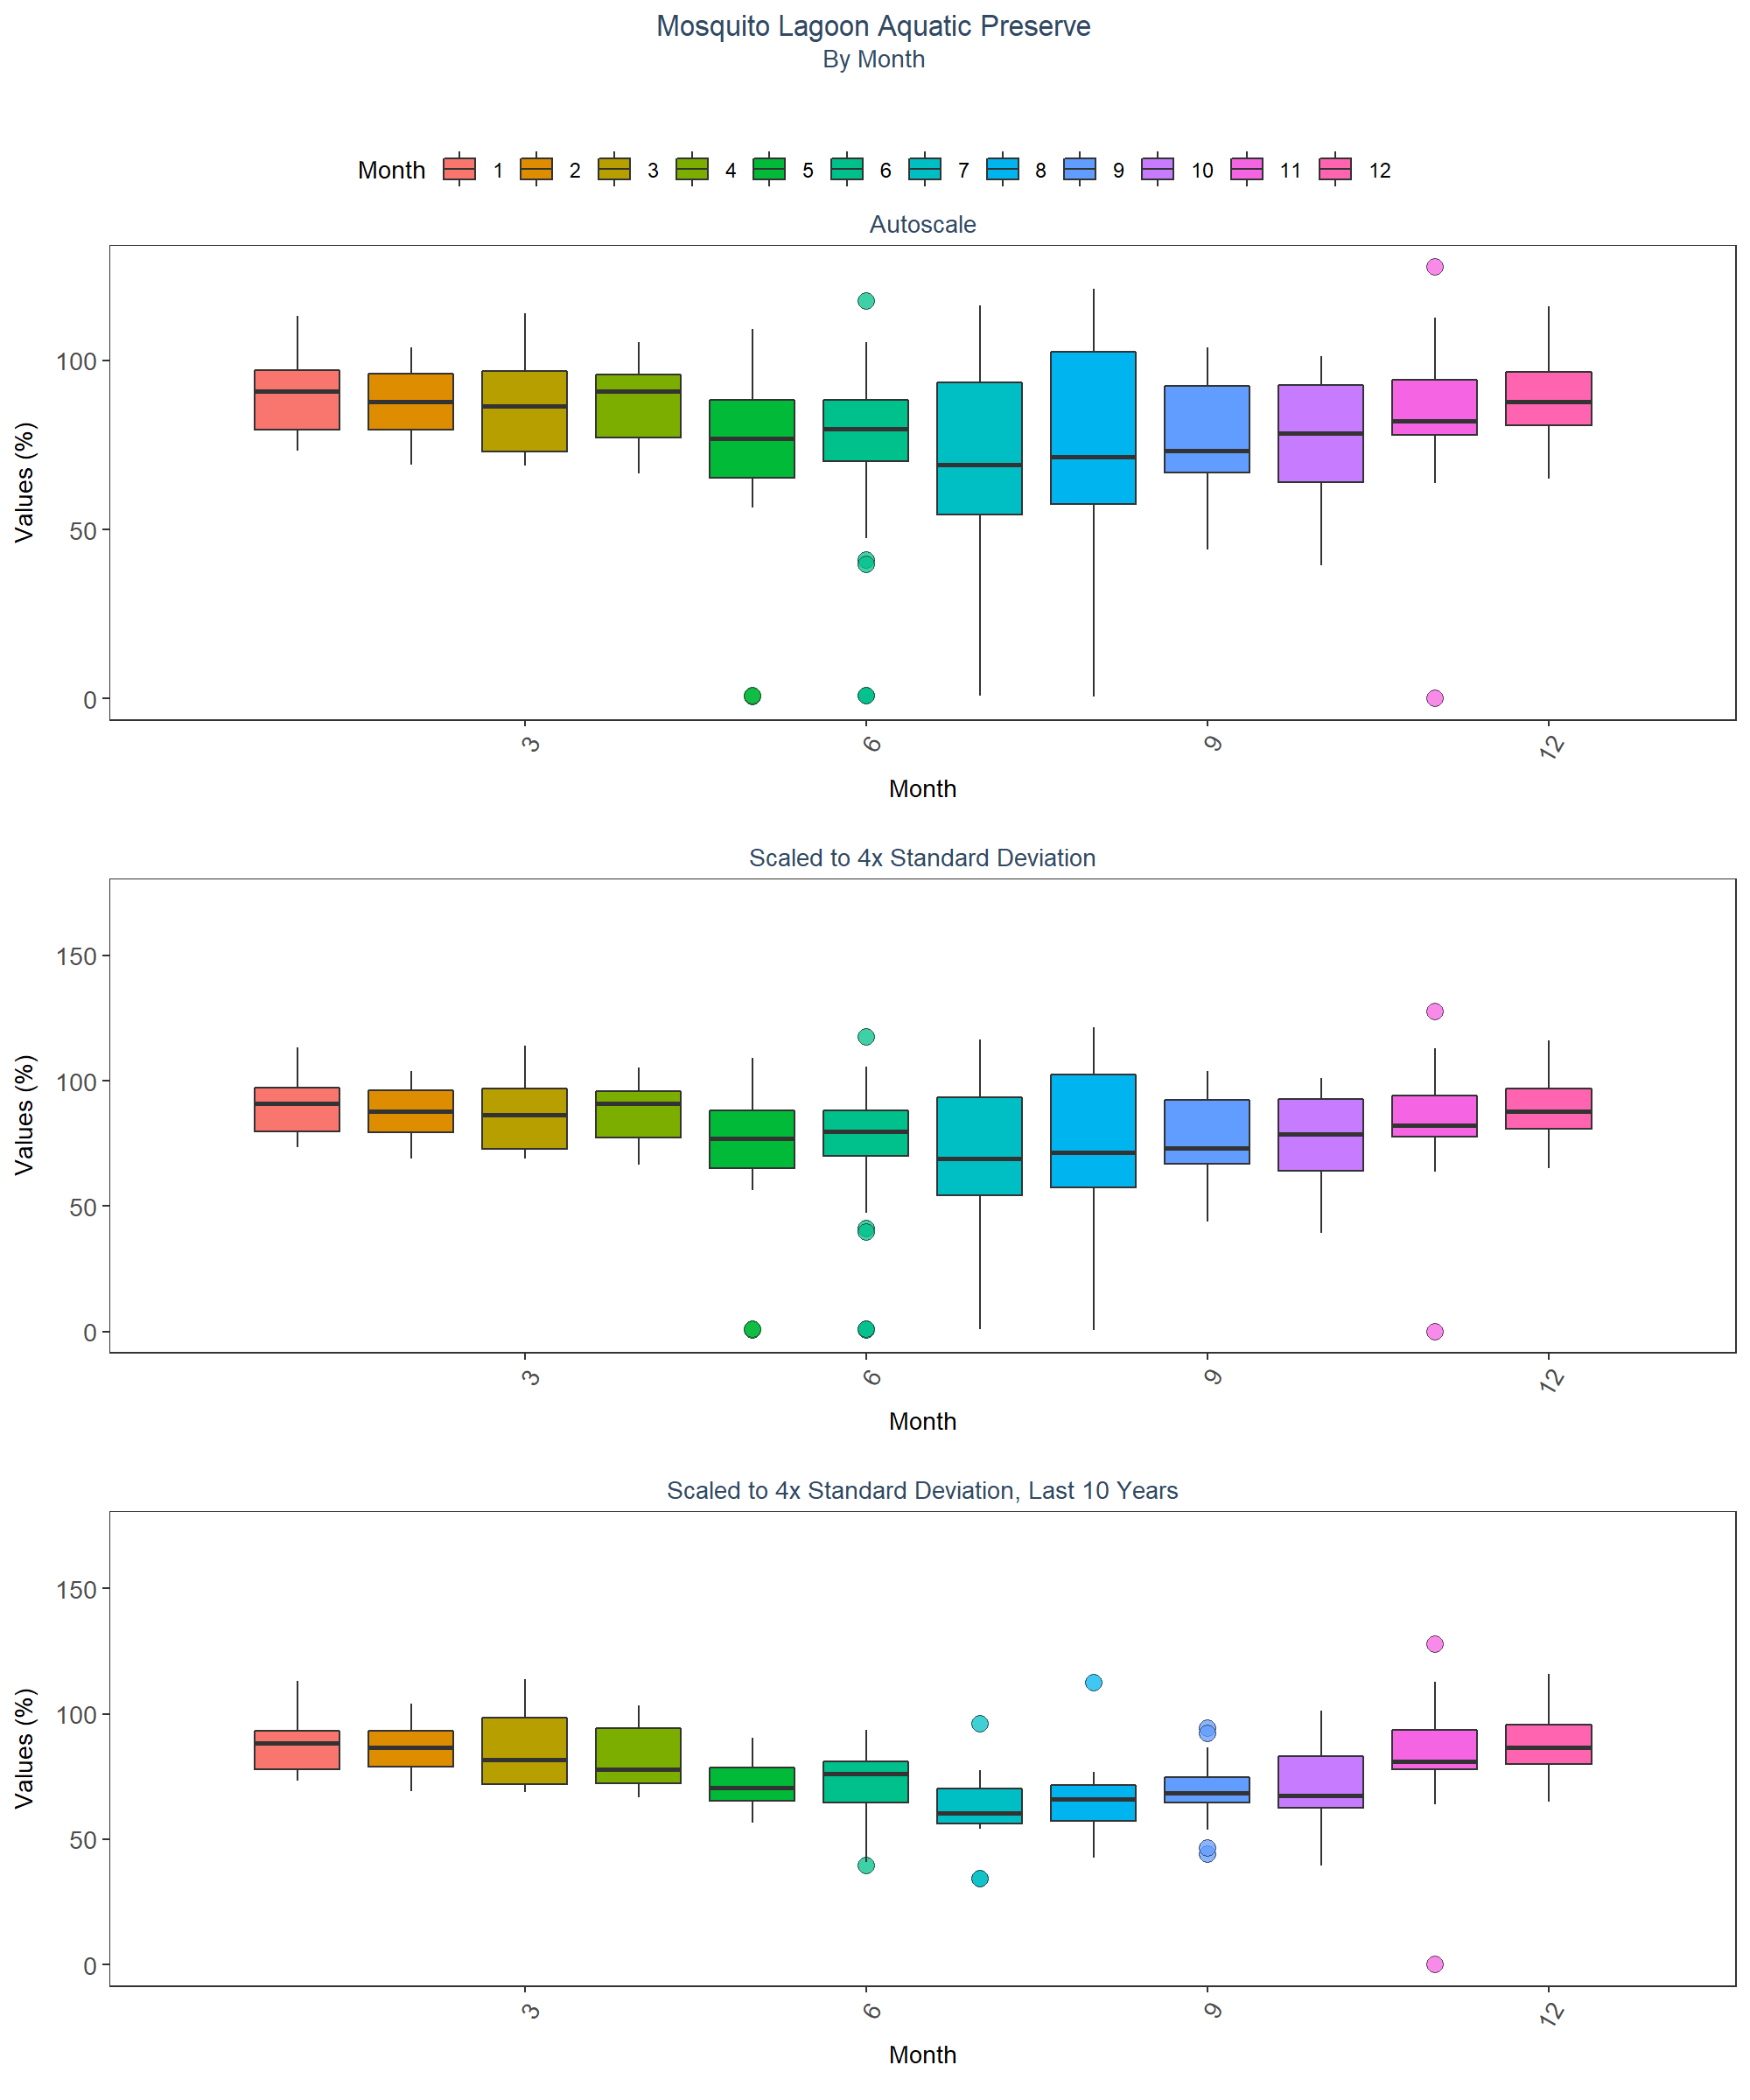 Mosquito Lagoon Aquatic Preserve
By Month
Month 1 2 3 4 5 6 7 8 9 10 11 12
Autoscale
100
50
0
Values (%)
3 6 9 12
Month
Scaled to 4x Standard Deviation
150
100
50
0
Values (%)
3 6 9 12
Month
Scaled to 4x Standard Deviation, Last 10 Years
150
100
50
0
Values (%)
3 6 9 12
Month